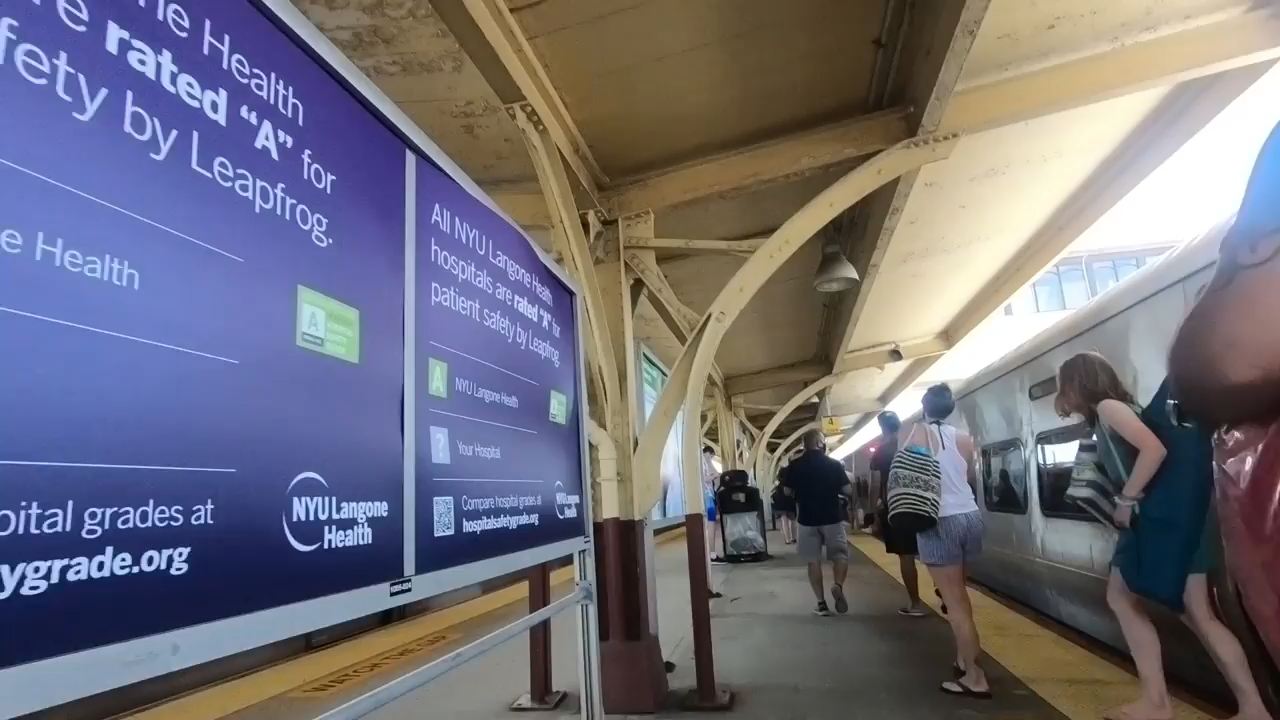 he Health
re rated “A” for
fety by Leapfrog.
e Health
A
pital grades at
ygrade.org
NYU Langone
Health
All NYU Langone Health
hospitals are rated “A” for
patient safety by Leapfrog.
A
NYU Langone Health
?
Your Hospital
Compare hospital grades at
hospitalsafetygrade.org
NYU Langone
Health
WATCH THE GAP